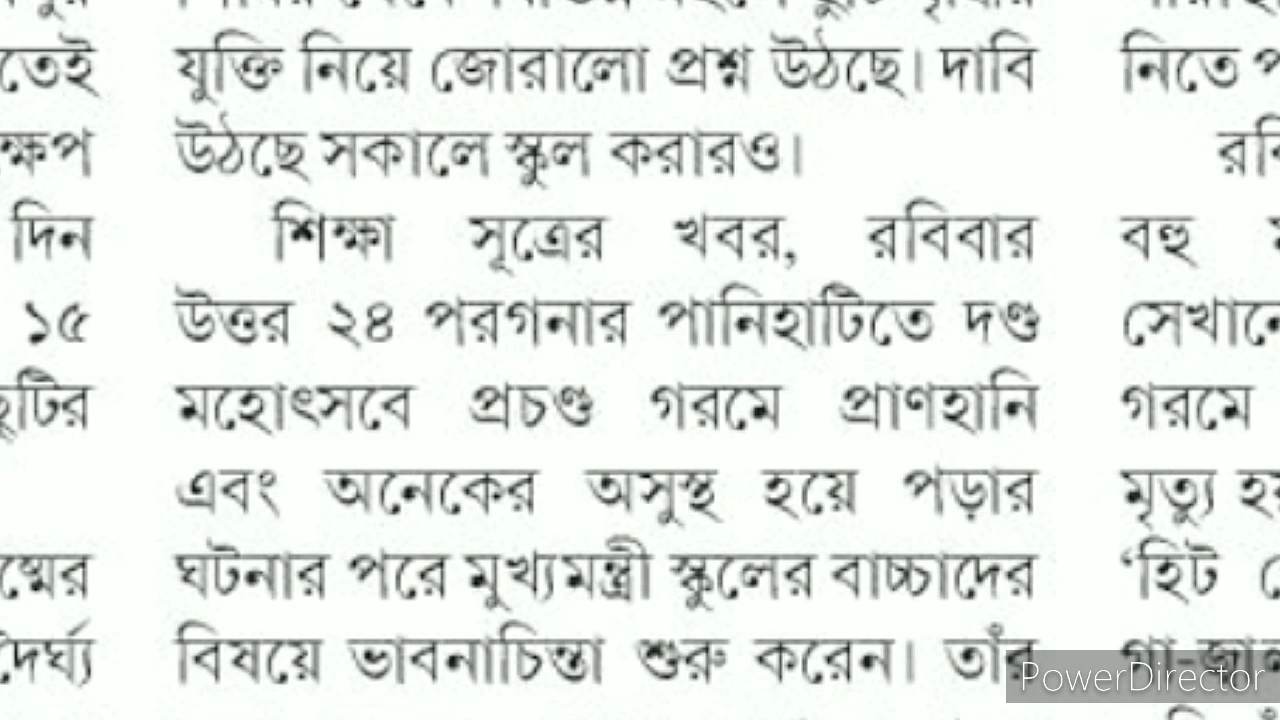 তেই
ক্ষেপ
দিন
১৫
ছুটির
দৈর্ঘ্য
যুক্তি নিয়ে জোরালো প্রশ্ন উঠছে। দাবি
উঠছে সকালে স্কুল করারও।
শিক্ষা সূত্রের খবর, রবিবার
উত্তর ২৪ পরগনার পানিহাটিতে দণ্ড
মহোৎসবে প্রচণ্ড গরমে প্রাণহানি
এবং অনেকের অসুস্থ হয়ে পড়ার
ঘটনার পরে মুখ্যমন্ত্রী স্কুলের বাচ্চাদের
বিষয়ে ভাবনাচিন্তা শুরু করেন। তাঁর
নিতে
বহু
সেখানে
গরমে
মৃত্যু
‘হিট
PowerDirector